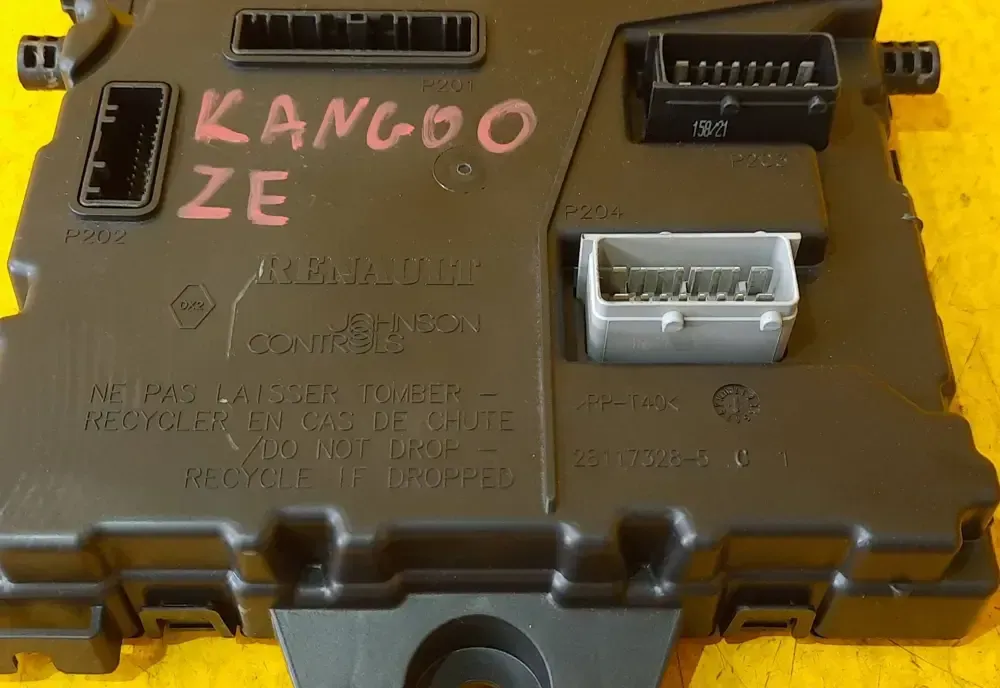 P201
KANGOO
ZE
158/21
P203
P202
P204
RENAULT
DX2
JOHNSON
CONTROLS
NE PAS LAISSER TOMBER –
RECYCLER EN CAS DE CHUTE
/DO NOT DROP –
RECYCLE IF DROPPED
>PP-T40<
28117328-5 C 1